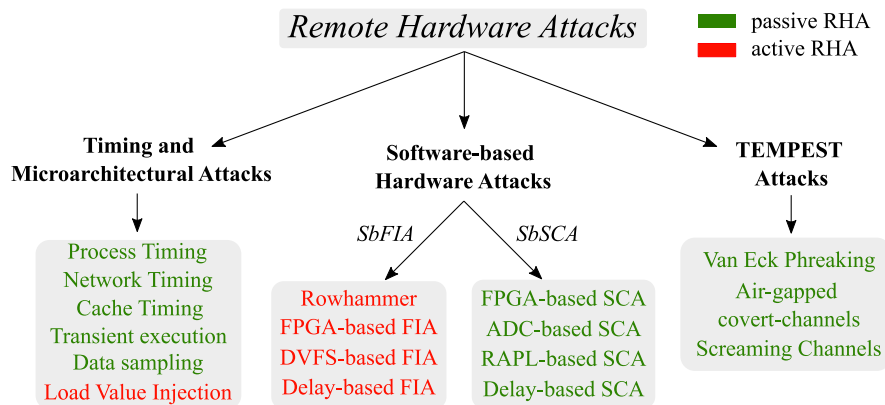 Remote Hardware Attacks
passive RHA
active RHA
Timing and
Microarchitectural Attacks
Software-based
Hardware Attacks
TEMPEST
Attacks
SbFIA
SbSCA
Process Timing
Network Timing
Cache Timing
Transient execution
Data sampling
Load Value Injection
Rowhammer
FPGA-based FIA
DVFS-based FIA
Delay-based FIA
FPGA-based SCA
ADC-based SCA
RAPL-based SCA
Delay-based SCA
Van Eck Phreaking
Air-gapped
covert-channels
Screaming Channels